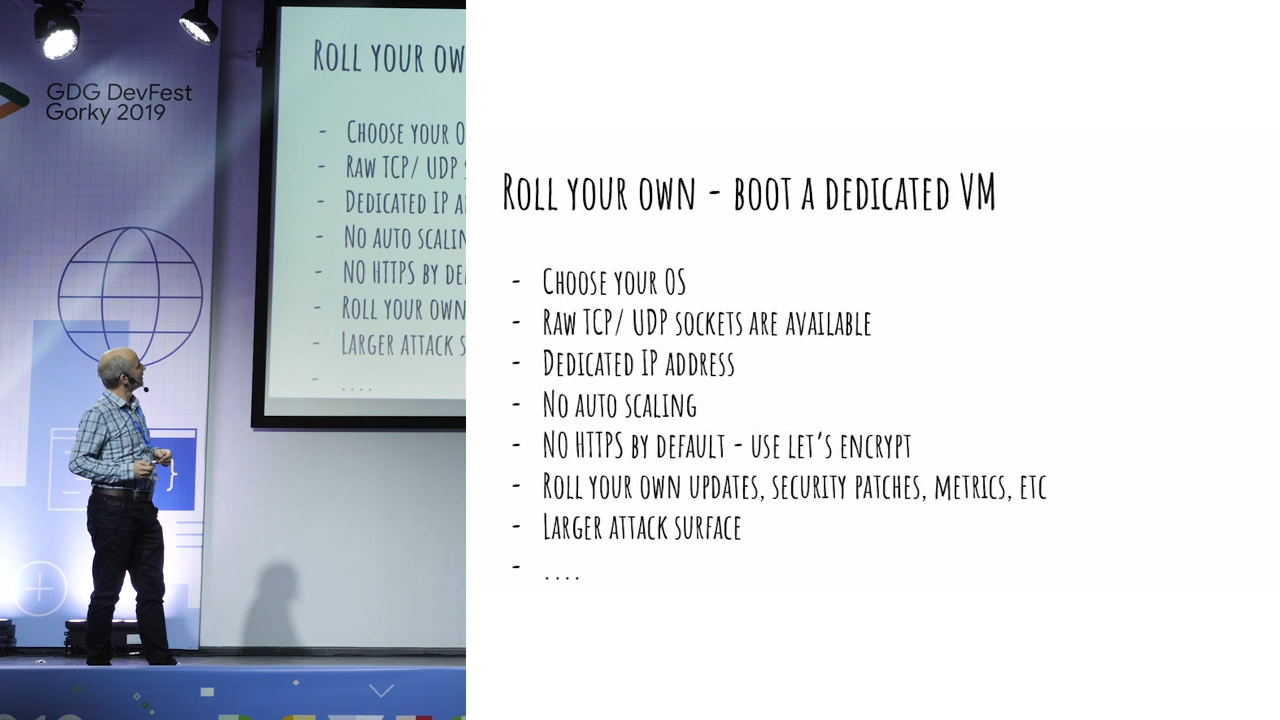 GDG DevFest
Gorky 2019
Roll your ow
- Choose your O
- Raw TCP/ UDP
- Dedicated IP a
- No auto scalin
- NO HTTPS by de
- Roll your own
- Larger attack s
- ....
}
Roll your own - boot a dedicated VM
- Choose your OS
- Raw TCP/ UDP sockets are available
- Dedicated IP address
- No auto scaling
- NO HTTPS by default - use let's encrypt
- Roll your own updates, security patches, metrics, etc
- Larger attack surface
- ....